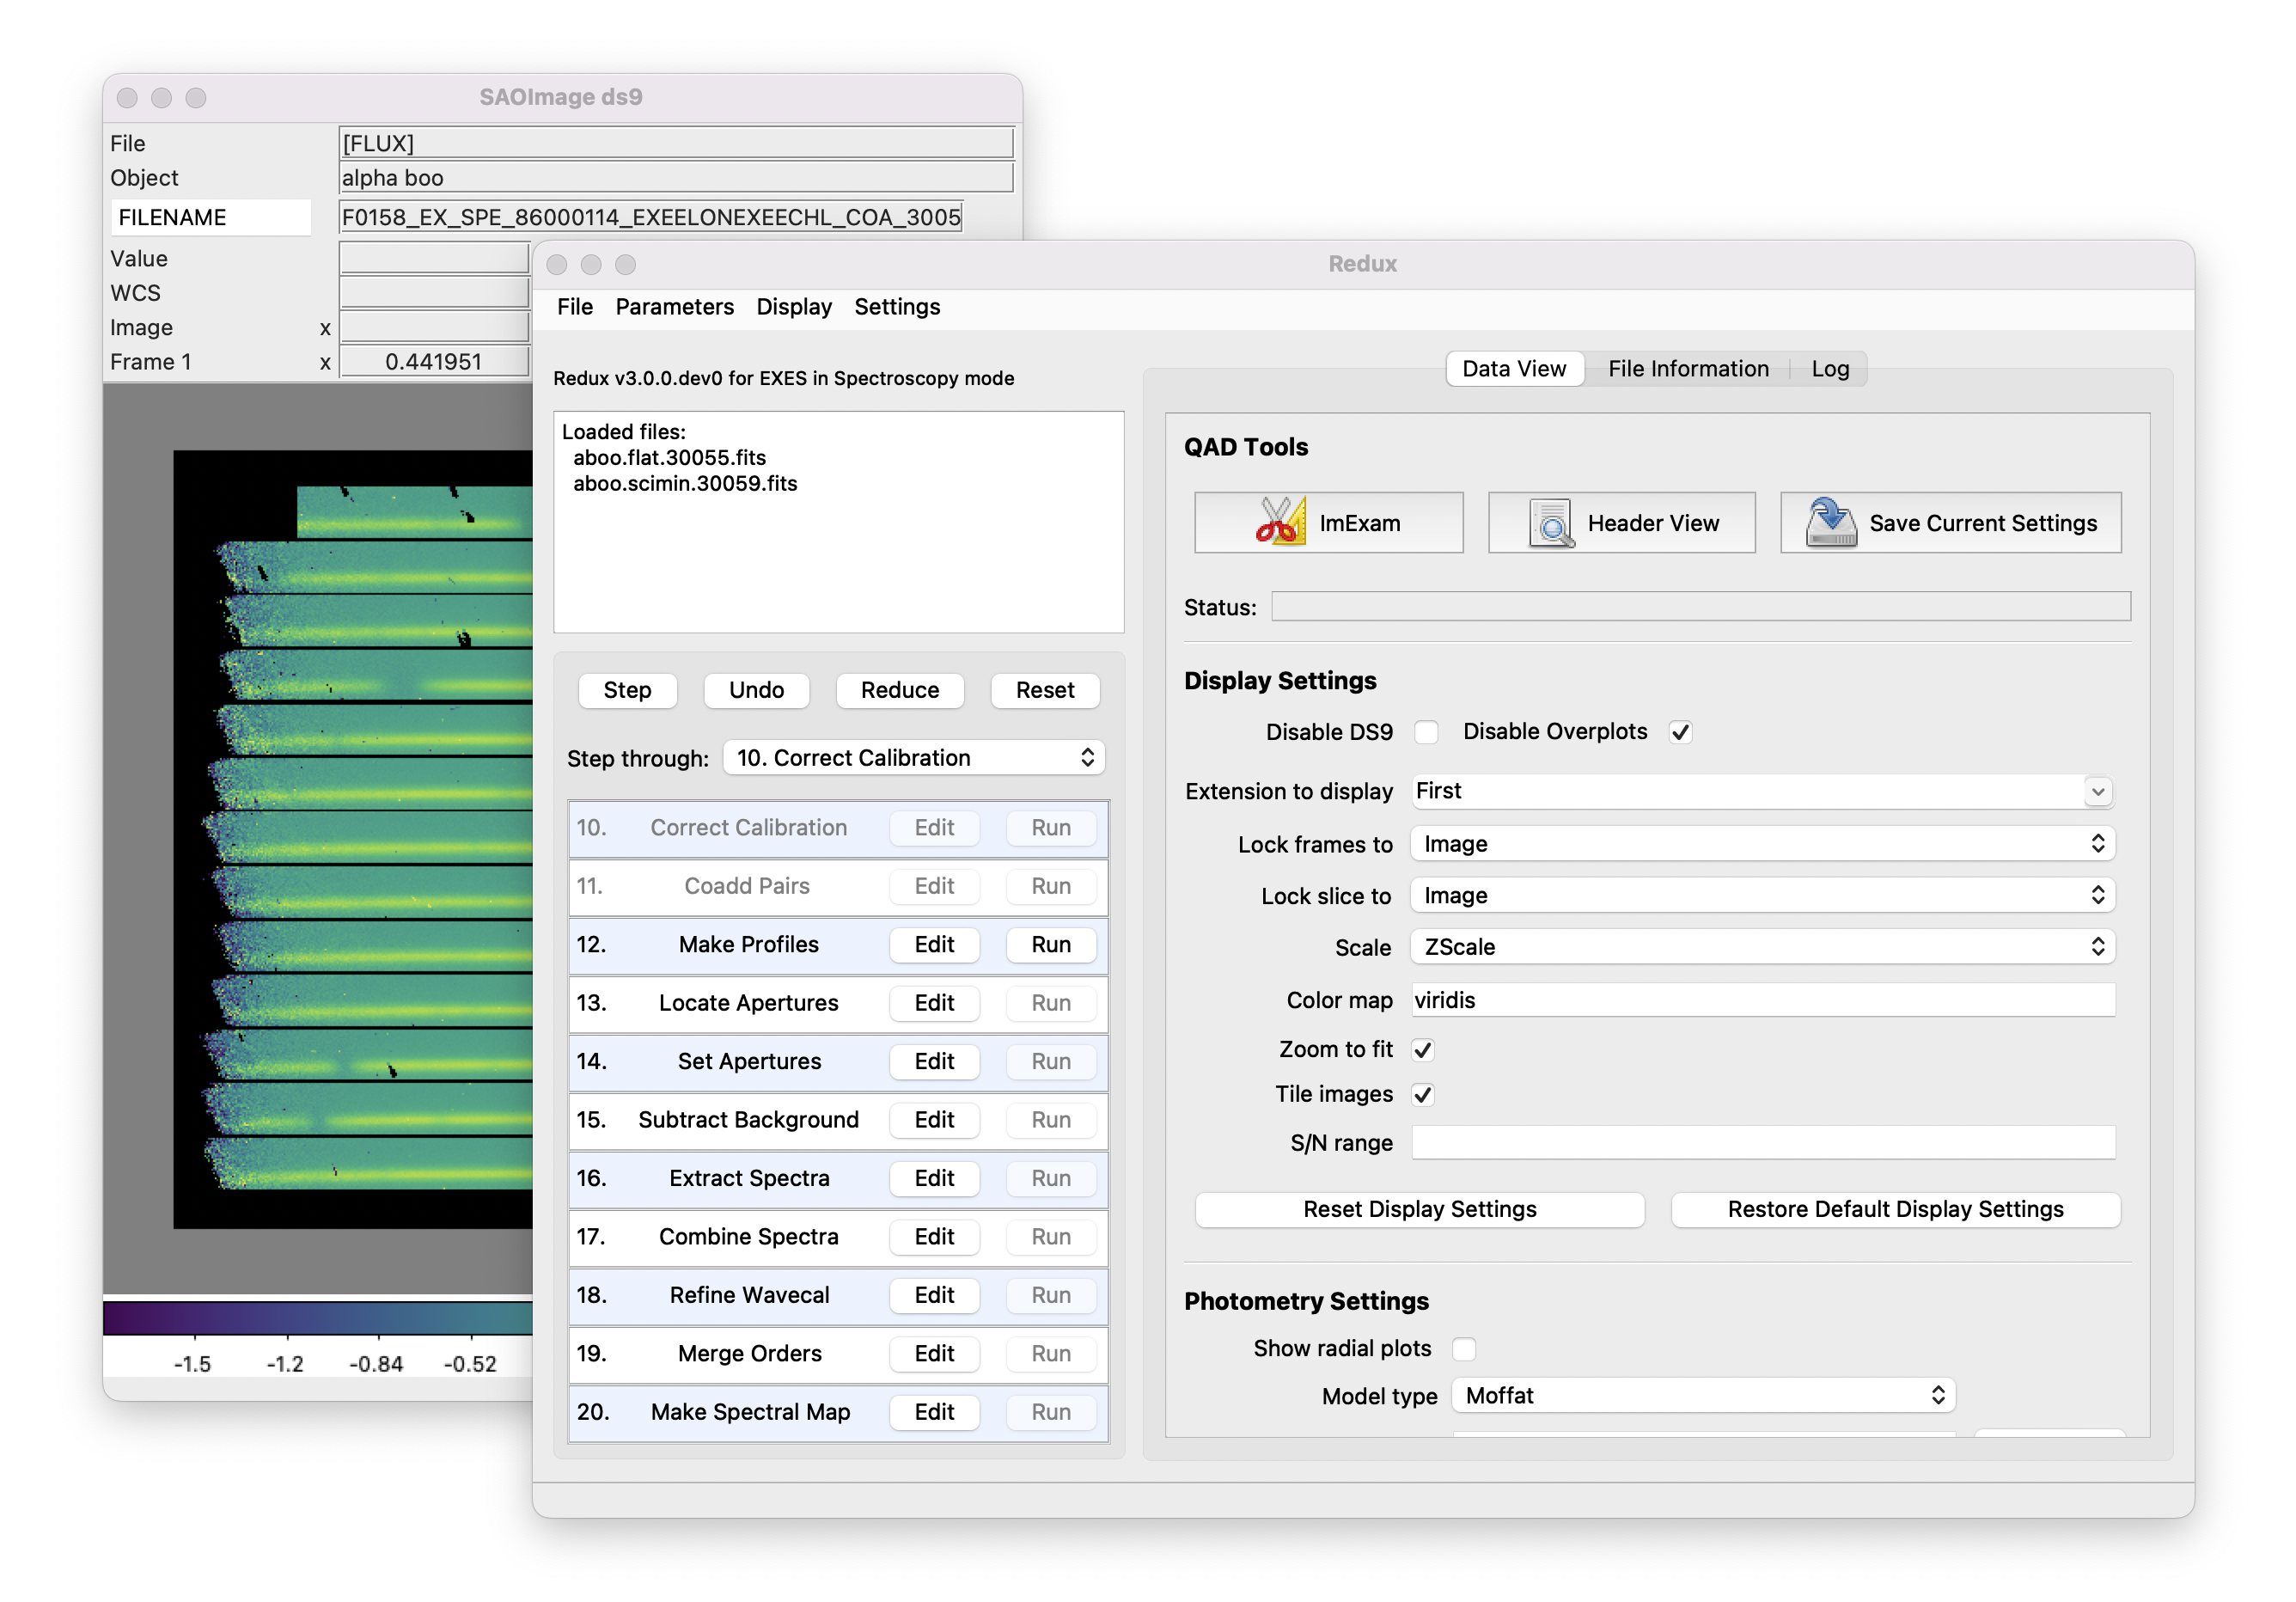 SAOImage ds9
File [FLUX]
Object alpha boo
FILENAME F0158_EX_SPE_86000114_EXEELONEXEECHL_COA_3005
Value
WCS
Image x
Frame 1 x 0.441951
-1.5 -1.2 -0.84 -0.52
Redux
File Parameters Display Settings
Redux v3.0.0.dev0 for EXES in Spectroscopy mode
Loaded files:
aboo.flat.30055.fits
aboo.scimin.30059.fits
Step Undo Reduce Reset
Step through: 10. Correct Calibration
10. Correct Calibration Edit Run
11. Coadd Pairs Edit Run
12. Make Profiles Edit Run
13. Locate Apertures Edit Run
14. Set Apertures Edit Run
15. Subtract Background Edit Run
16. Extract Spectra Edit Run
17. Combine Spectra Edit Run
18. Refine Wavecal Edit Run
19. Merge Orders Edit Run
20. Make Spectral Map Edit Run
Data View File Information Log
QAD Tools
ImExam Header View Save Current Settings
Status:
Display Settings
Disable DS9 Disable Overplots
Extension to display First
Lock frames to Image
Lock slice to Image
Scale ZScale
Color map viridis
Zoom to fit
Tile images
S/N range
Reset Display Settings Restore Default Display Settings
Photometry Settings
Show radial plots
Model type Moffat